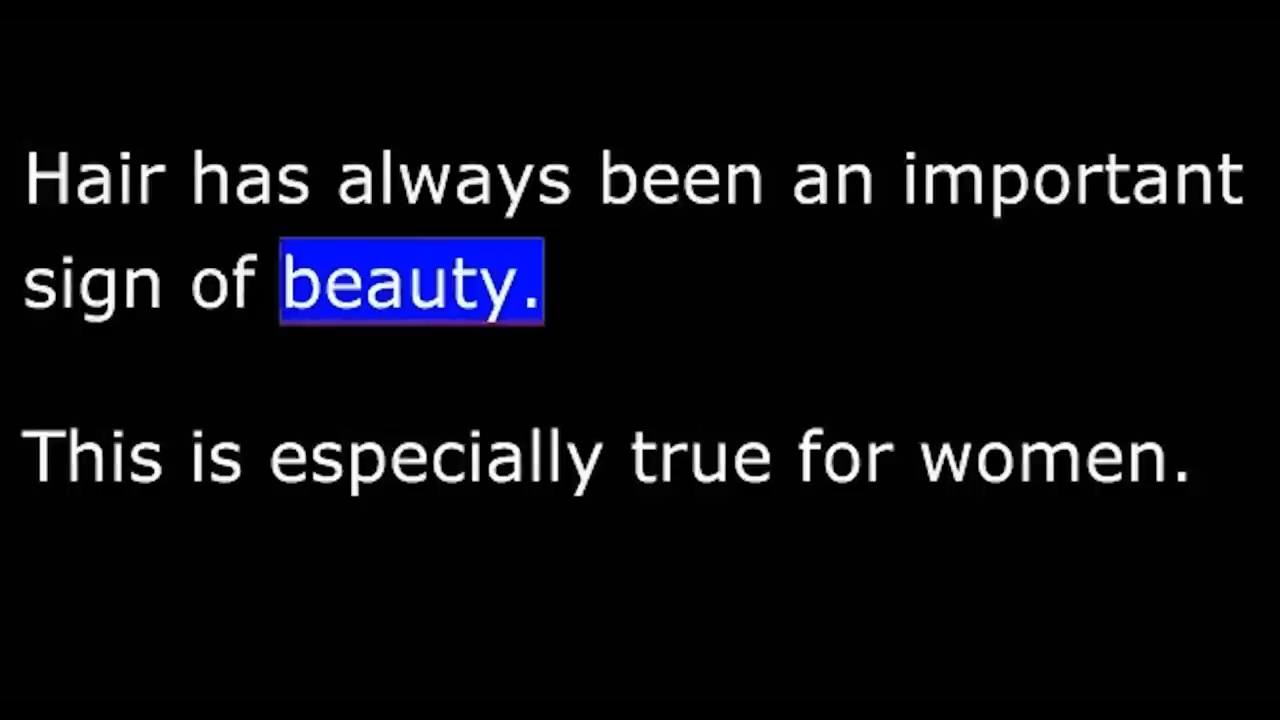 Hair has always been an important
sign of beauty.
This is especially true for women.